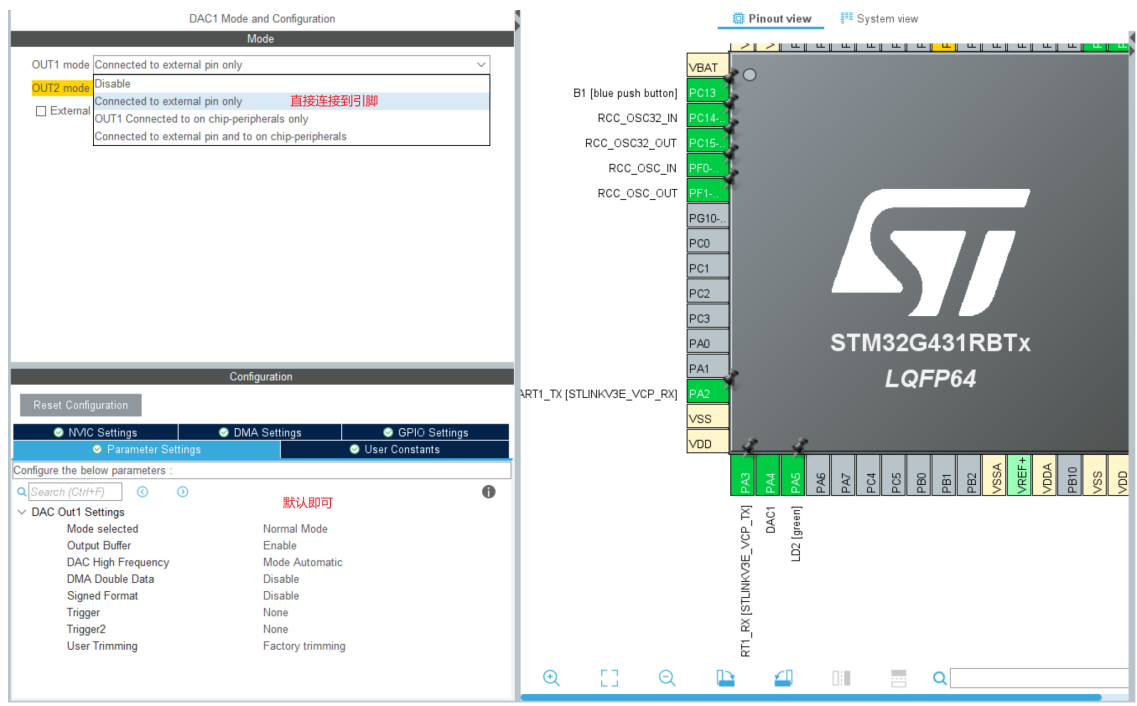 DAC1 Mode and Configuration
Mode
OUT1 mode Connected to external pin only
OUT2 mode Disable
Connected to external pin only 直接连接到引脚
External
OUT1 Connected to on chip-peripherals only
Connected to external pin and to on chip-peripherals
Configuration
Reset Configuration
NVIC Settings DMA Settings GPIO Settings
Parameter Settings User Constants
Configure the below parameters :
Search (Ctrl+F)
默认即可
DAC Out1 Settings
Mode selected Normal Mode
Output Buffer Enable
DAC High Frequency Mode Automatic
DMA Double Data Disable
Signed Format Disable
Trigger None
Trigger2 None
User Trimming Factory trimming
Pinout view System view
VBAT
B1 [blue push button] PC13
RCC_OSC32_IN PC14-..
RCC_OSC32_OUT PC15-..
RCC_OSC_IN PF0-..
RCC_OSC_OUT PF1-..
PG10-..
PC0
PC1
PC2
PC3
PA0
PA1
ART1_TX [STLINKV3E_VCP_RX] PA2
VSS
VDD
STM32G431RBTx
LQFP64
PA3 PA4 PA5 PA6 PA7 PC4 PC5 PB0 PB1 PB2 VSSA VREF+ VDDA PB10 VSS VDD
RT1_RX [STLINKV3E_VCP_TX]
DAC1
LD2 [green]